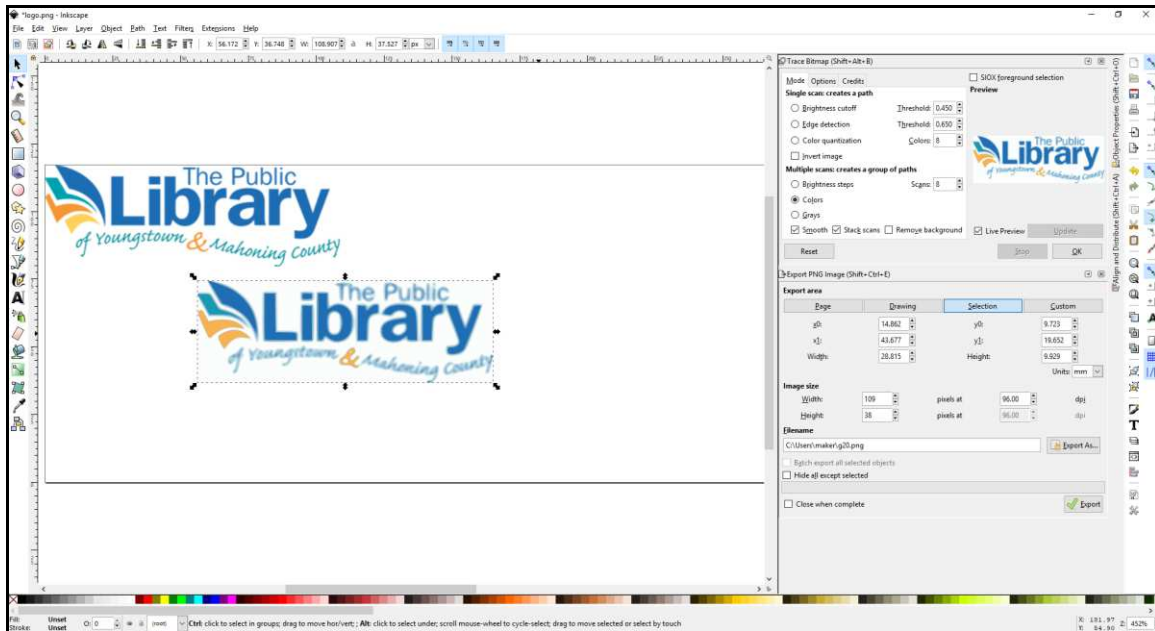 *logo.png - Inkscape
File Edit View Layer Object Path Text Filters Extensions Help
X: 56.172 Y: 36.748 W: 108.907 H: 37.527 px
The Public
Library
of Youngstown & Mahoning County
The Public
Library
of Youngstown & Mahoning County
Trace Bitmap (Shift+Alt+B)
Mode Options Credits
SIOX foreground selection
Single scan: creates a path
Preview
Brightness cutoff Threshold: 0.450
Edge detection Threshold: 0.650
Color quantization Colors: 8
Invert image
Multiple scans: creates a group of paths
Brightness steps Scans: 8
Colors
Grays
Smooth Stack scans Remove background
Live Preview Update
Reset Stop OK
The Public
Library
of Youngstown & Mahoning County
Export PNG Image (Shift+Ctrl+E)
Export area
Page Drawing Selection Custom
x0: 14.862 y0: 9.723
x1: 43.677 y1: 19.652
Width: 28.815 Height: 9.929
Units: mm
Image size
Width: 109 pixels at 96.00 dpi
Height: 38 pixels at 96.00 dpi
Filename
C:\Users\maker\g20.png Export As...
Batch export all selected objects
Hide all except selected
Close when complete Export
Object Properties (Shift+Ctrl+O)
Align and Distribute (Shift+Ctrl+A)
Fill: Unset
Stroke: Unset
O: 0
(root)
Ctrl: click to select in groups; drag to move hor/vert; ; Alt: click to select under; scroll mouse-wheel to cycle-select; drag to move selected or select by touch
X: 181.97
Y: 54.90
Z: 452%